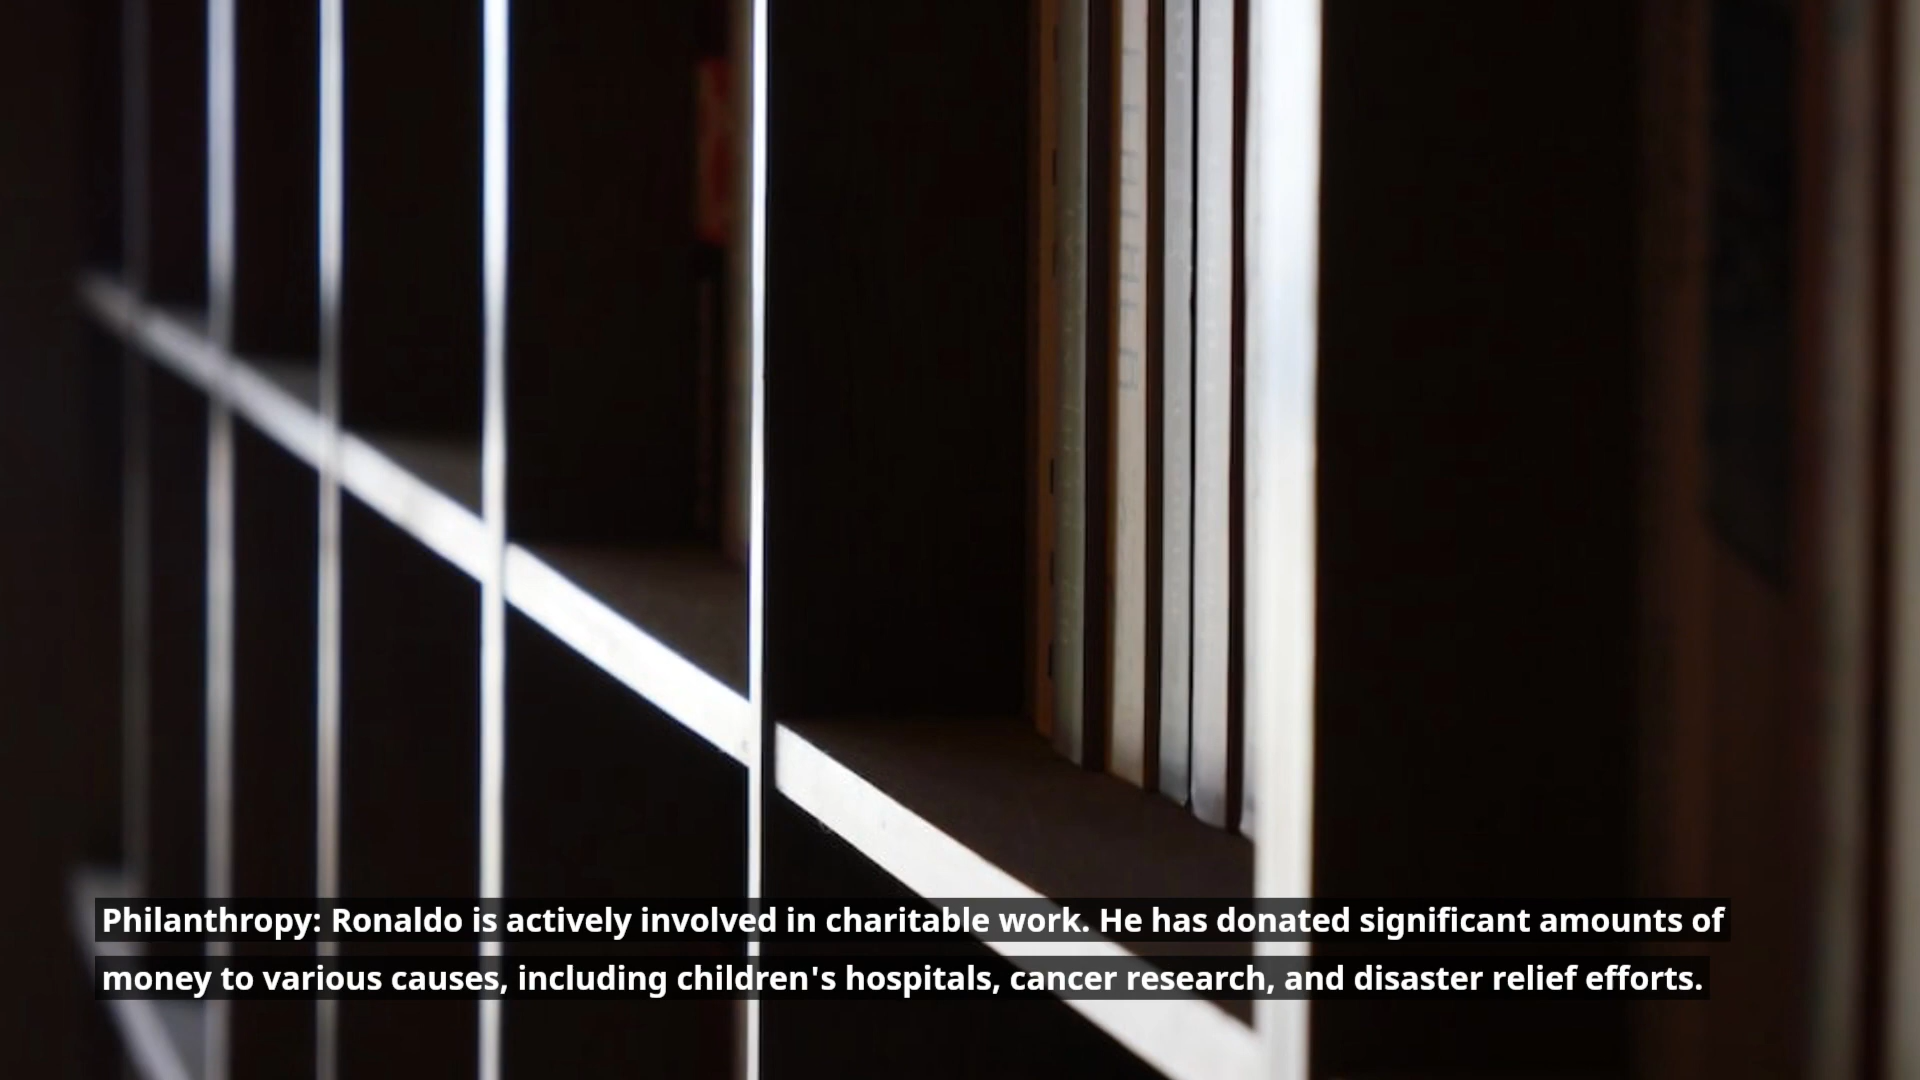 Philanthropy: Ronaldo is actively involved in charitable work. He has donated significant amounts of
money to various causes, including children's hospitals, cancer research, and disaster relief efforts.